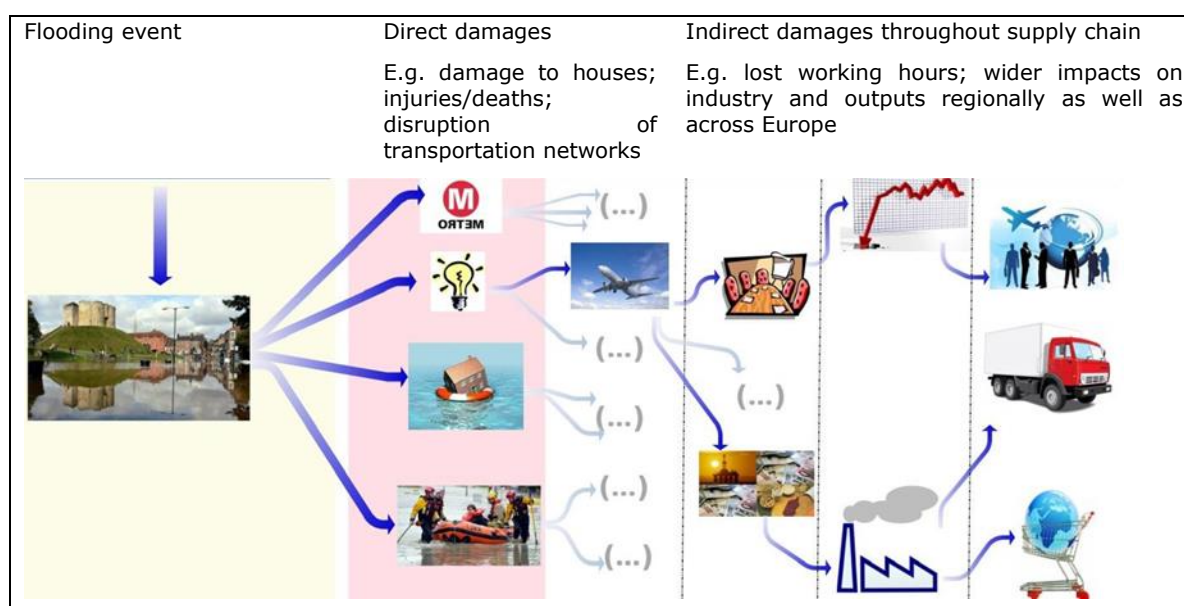 Flooding event
Direct damages
E.g. damage to houses;
injuries/deaths;
disruption of
transportation networks
Indirect damages throughout supply chain
E.g. lost working hours; wider impacts on
industry and outputs regionally as well as
across Europe
M
METRO
(...)
(...)
(...)
(...)
(...)
(...)